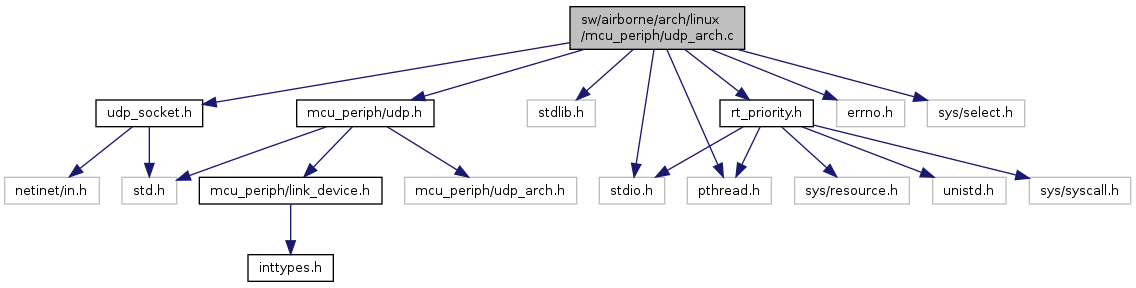 sw/airborne/arch/linux
/mcu_periph/udp_arch.c
udp_socket.h
mcu_periph/udp.h
stdlib.h
rt_priority.h
errno.h
sys/select.h
netinet/in.h
std.h
mcu_periph/link_device.h
mcu_periph/udp_arch.h
stdio.h
pthread.h
sys/resource.h
unistd.h
sys/syscall.h
inttypes.h